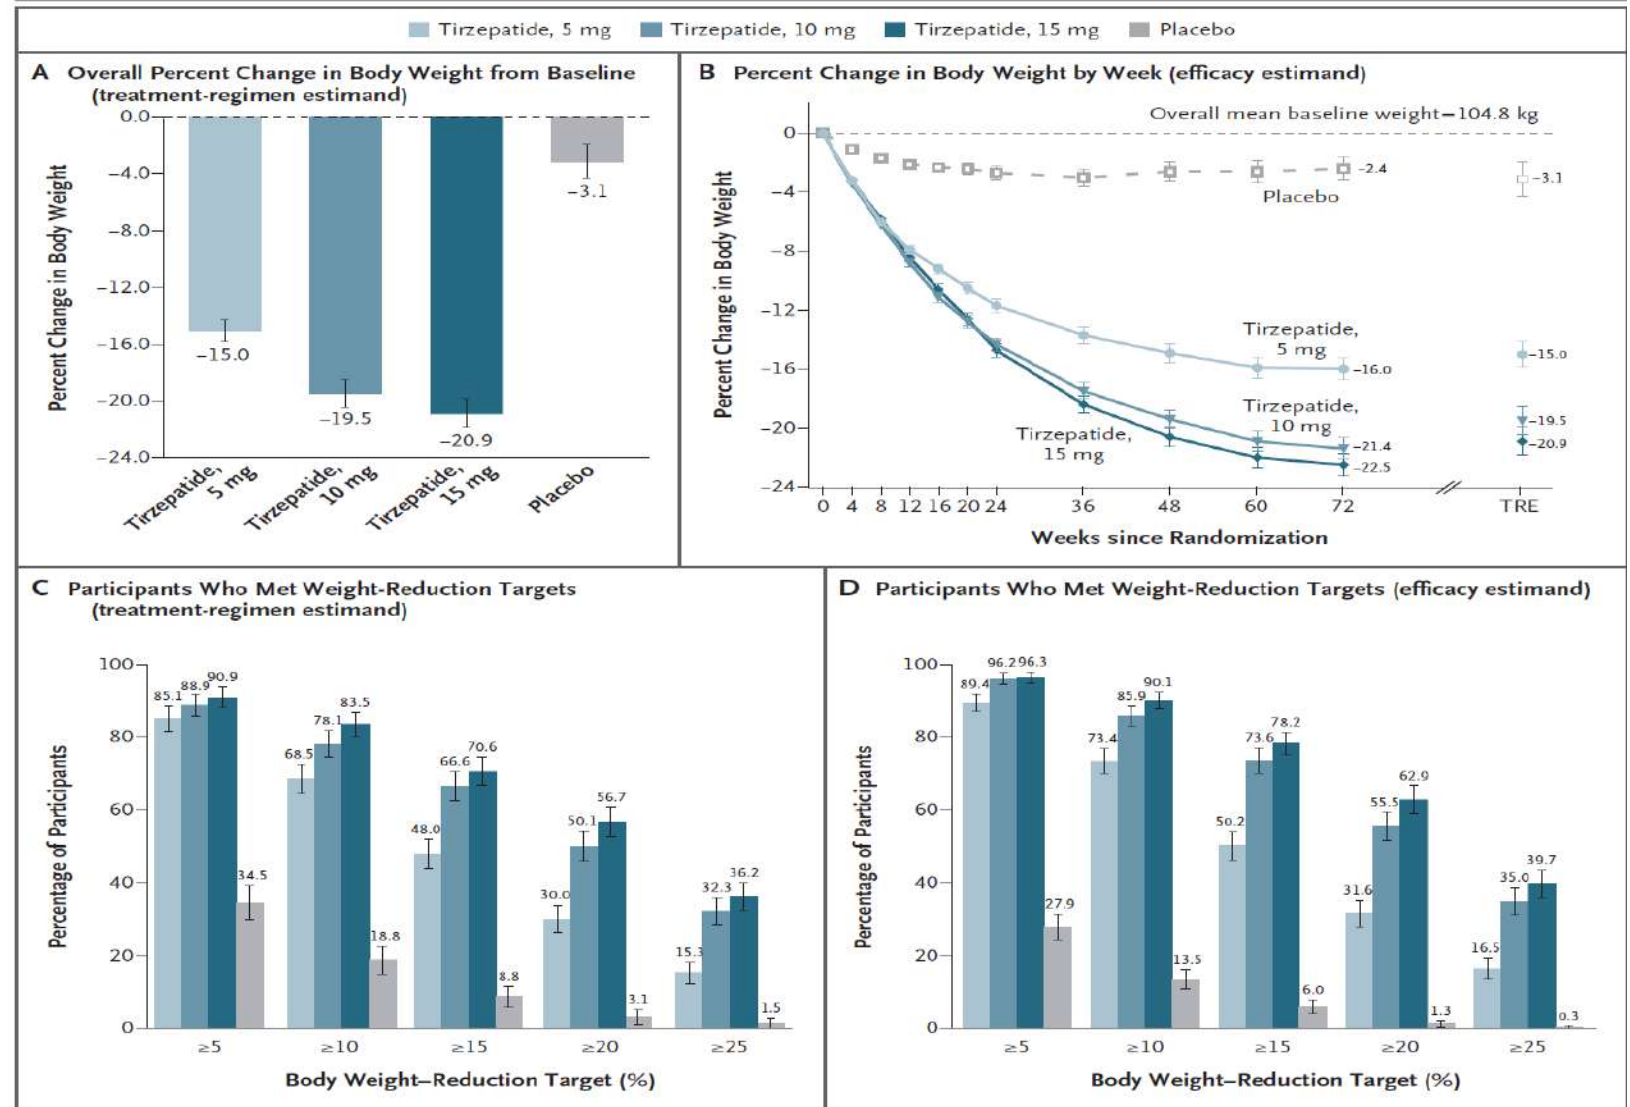 Tirzepatide, 5 mg Tirzepatide, 10 mg Tirzepatide, 15 mg Placebo
A Overall Percent Change in Body Weight from Baseline
(treatment-regimen estimand)
Percent Change in Body Weight
0.0
−4.0
−8.0
−12.0
−16.0
−20.0
−24.0
−15.0
−19.5
−20.9
−3.1
Tirzepatide,
5 mg
Tirzepatide,
10 mg
Tirzepatide,
15 mg
Placebo
B Percent Change in Body Weight by Week (efficacy estimand)
Overall mean baseline weight=104.8 kg
Percent Change in Body Weight
0
−4
−8
−12
−16
−20
−24
−2.4
−3.1
Placebo
Tirzepatide,
5 mg
−16.0
−15.0
Tirzepatide,
10 mg
−21.4
−19.5
Tirzepatide,
15 mg
−22.5
−20.9
0 4 8 12 16 20 24 36 48 60 72 TRE
Weeks since Randomization
C Participants Who Met Weight-Reduction Targets
(treatment-regimen estimand)
Percentage of Participants
100
80
60
40
20
0
85.1 88.9 90.9 34.5
68.5 78.1 83.5 18.8
48.0 66.6 70.6 8.8
30.0 50.1 56.7 3.1
15.3 32.3 36.2 1.5
≥5 ≥10 ≥15 ≥20 ≥25
Body Weight–Reduction Target (%)
D Participants Who Met Weight-Reduction Targets (efficacy estimand)
Percentage of Participants
100
80
60
40
20
0
89.4 96.2 96.3 27.9
73.4 85.9 90.1 13.5
50.2 73.6 78.2 6.0
31.6 55.5 62.9 1.3
16.5 35.0 39.7 0.3
≥5 ≥10 ≥15 ≥20 ≥25
Body Weight–Reduction Target (%)